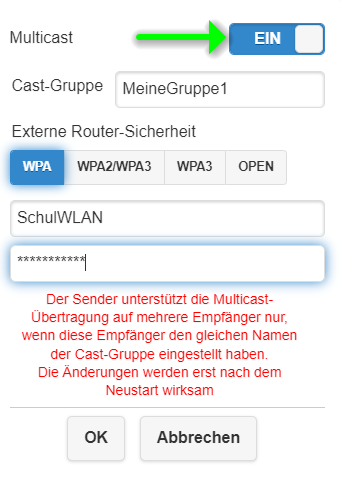 Multicast EIN
Cast-Gruppe MeineGruppe1
Externe Router-Sicherheit
WPA WPA2/WPA3 WPA3 OPEN
SchulWLAN
***********
Der Sender unterstützt die Multicast-
Übertragung auf mehrere Empfänger nur,
wenn diese Empfänger den gleichen Namen
der Cast-Gruppe eingestellt haben.
Die Änderungen werden erst nach dem
Neustart wirksam
OK Abbrechen